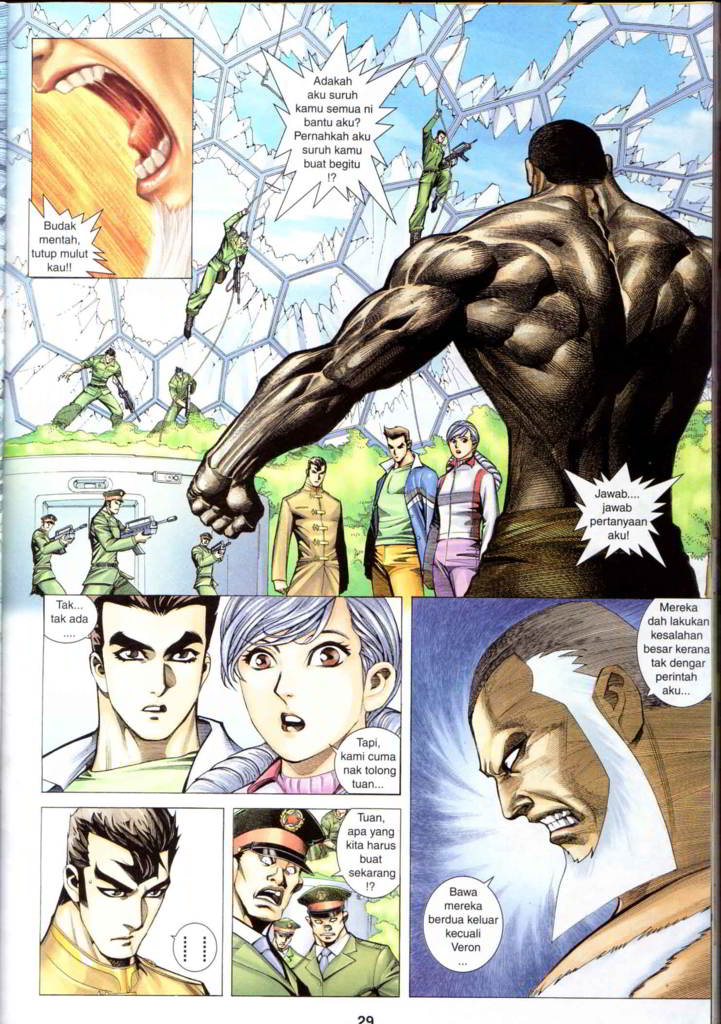 Budak
mentah,
tutup mulut
kau!!
Adakah
aku suruh
kamu semua ni
bantu aku?
Pernahkah aku
suruh kamu
buat begitu
!?
Jawab....
jawab
pertanyaan
aku!
Tak...
tak ada
....
Tapi,
kami cuma
nak tolong
tuan...
Mereka
dah lakukan
kesalahan
besar kerana
tak dengar
perintah
aku...
Bawa
mereka
berdua keluar
kecuali
Veron
...
Tuan,
apa yang
kita harus
buat
sekarang
!?
29